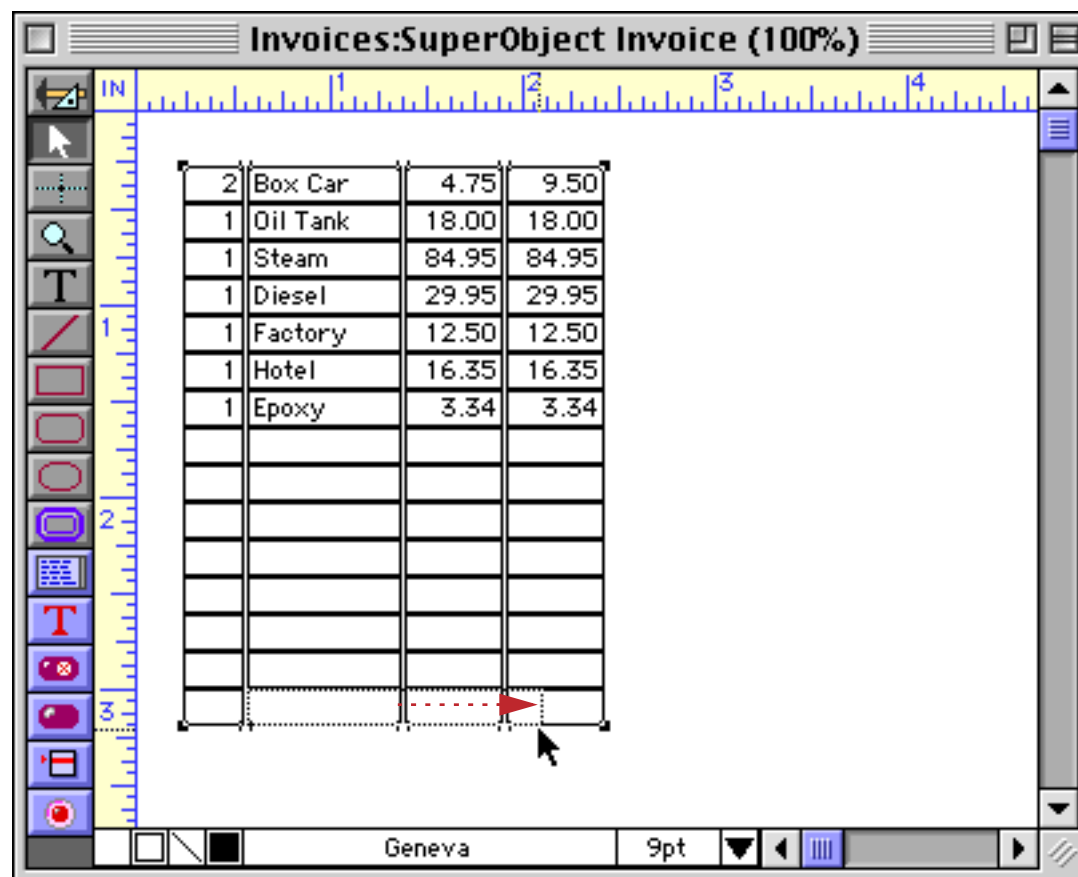 Invoices:SuperObject Invoice (100%)
IN 1 2 3 4
2 Box Car 4.75 9.50
1 Oil Tank 18.00 18.00
1 Steam 84.95 84.95
1 Diesel 29.95 29.95
1 1 Factory 12.50 12.50
1 Hotel 16.35 16.35
1 Epoxy 3.34 3.34
2
3
T
T
Geneva 9pt